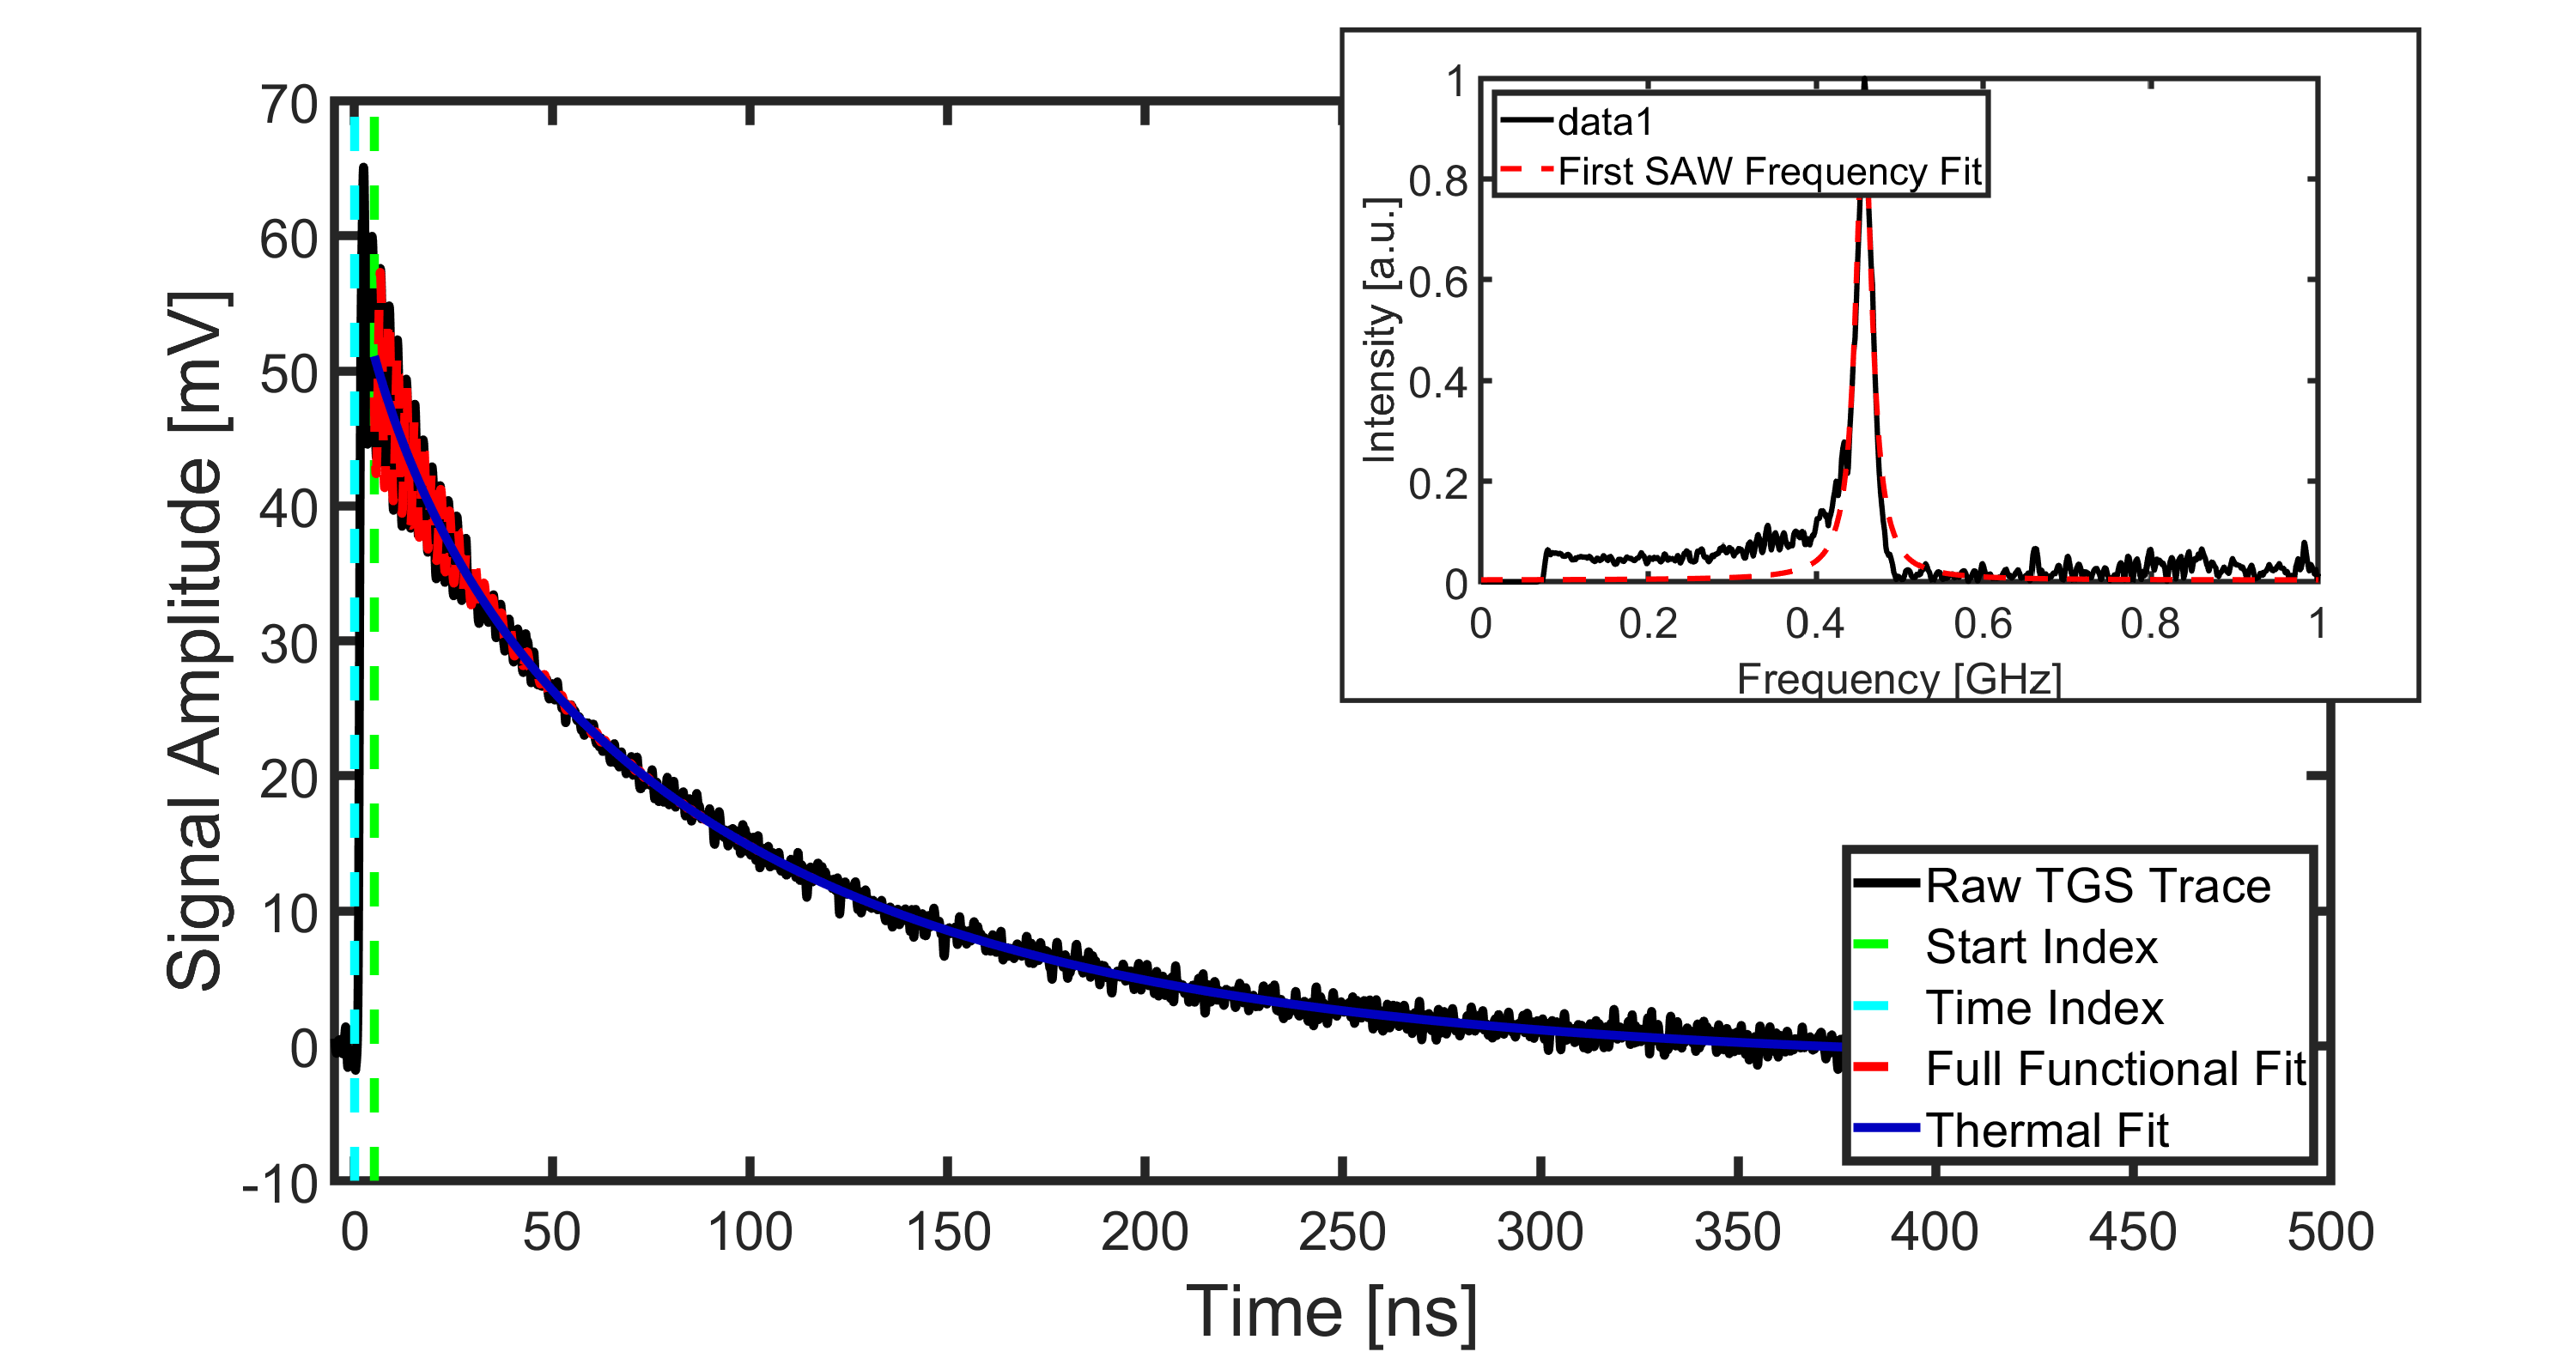 Signal Amplitude [mV]
70
60
50
40
30
20
10
0
-10
0 50 100 150 200 250 300 350 400 450 500
Time [ns]
Intensity [a.u.]
1
0.8
0.6
0.4
0.2
0
data1
First SAW Frequency Fit
0 0.2 0.4 0.6 0.8 1
Frequency [GHz]
Raw TGS Trace
Start Index
Time Index
Full Functional Fit
Thermal Fit